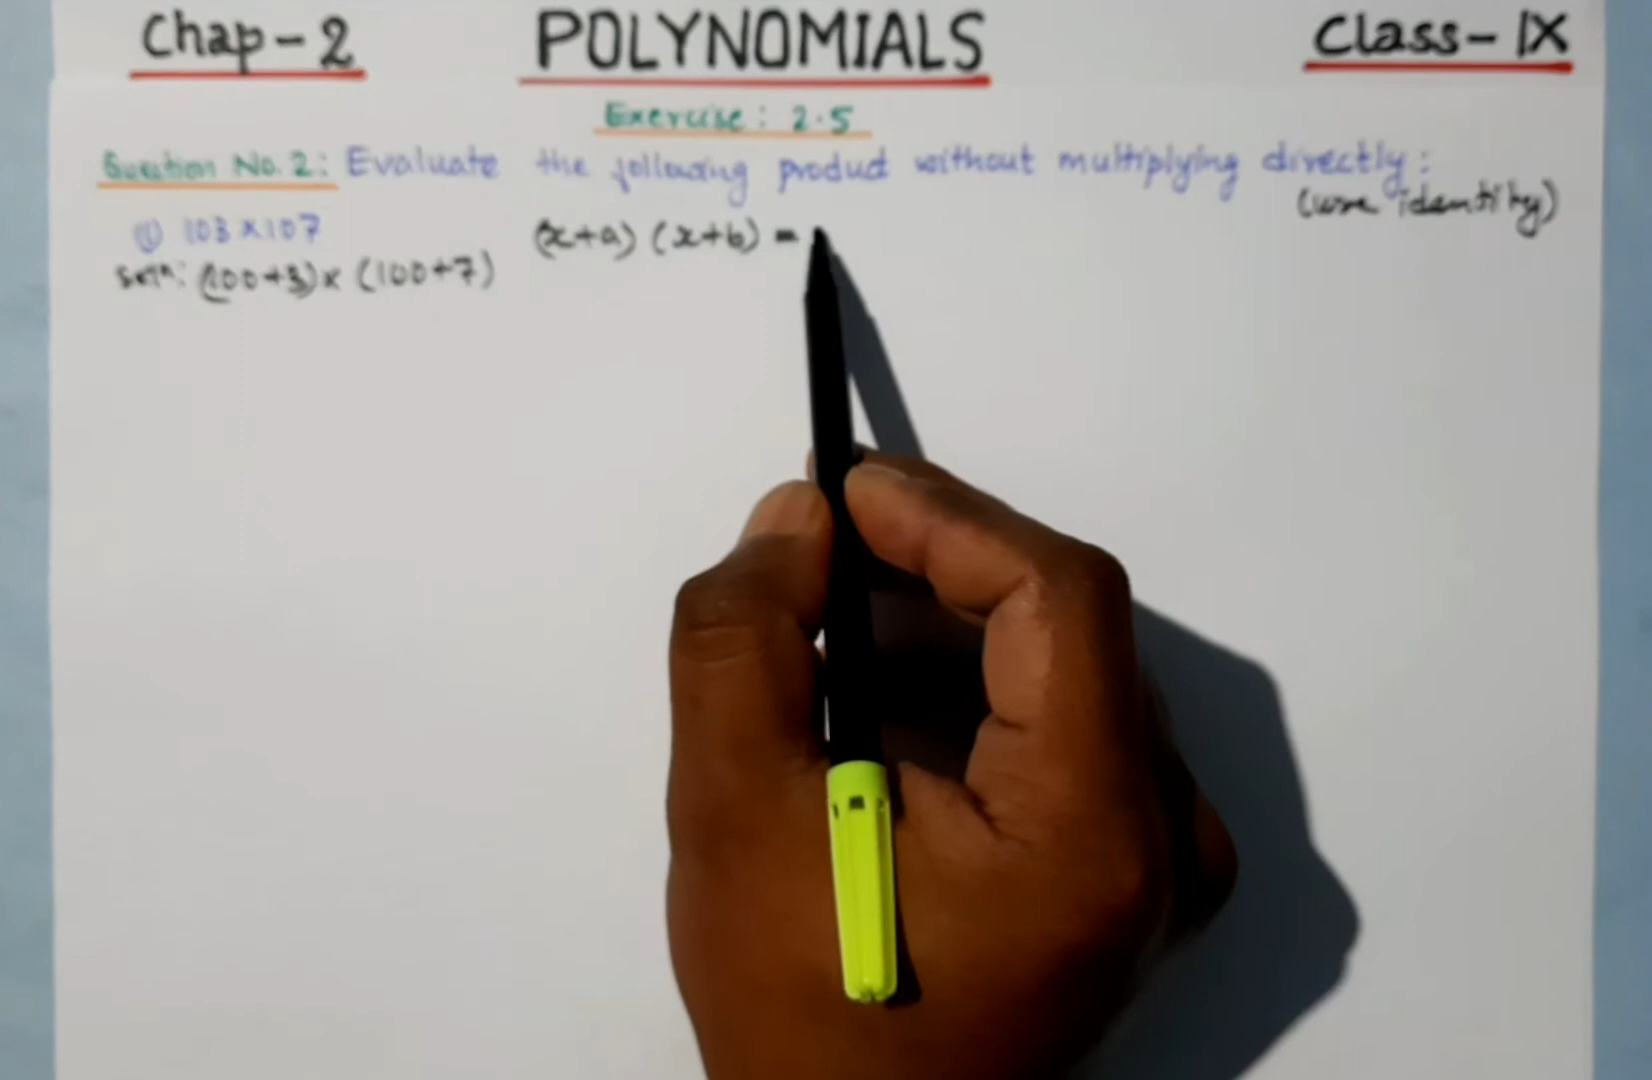 Chap-2 POLYNOMIALS Class-IX
Exercise: 2.5
Question No.2: Evaluate the following product without multiplying directly:
(use identity)
(i) 103×107 (x+a) (x+b) =
Solⁿ: (100+3)× (100+7)